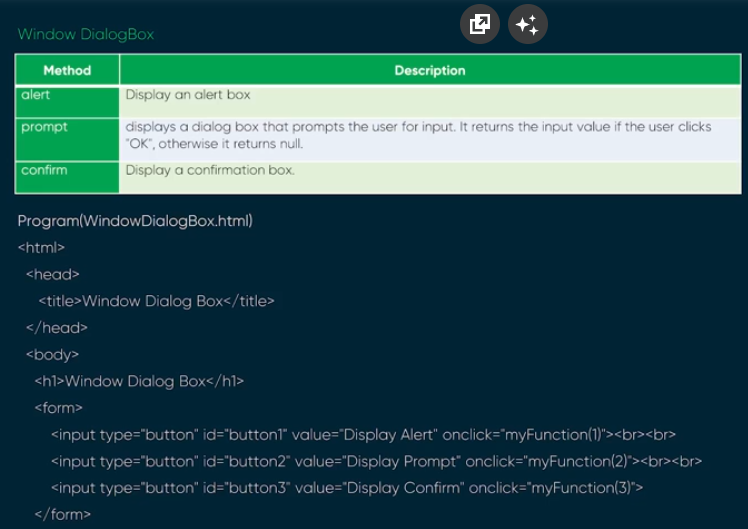 Window DialogBox
Method Description
alert Display an alert box
prompt displays a dialog box that prompts the user for input. It returns the input value if the user clicks
"OK", otherwise it returns null.
confirm Display a confirmation box.
Program(WindowDialogBox.html)
<html>
<head>
<title>Window Dialog Box</title>
</head>
<body>
<h1>Window Dialog Box</h1>
<form>
<input type="button" id="button1" value="Display Alert" onclick="myFunction(1)"><br><br>
<input type="button" id="button2" value="Display Prompt" onclick="myFunction(2)"><br><br>
<input type="button" id="button3" value="Display Confirm" onclick="myFunction(3)">
</form>